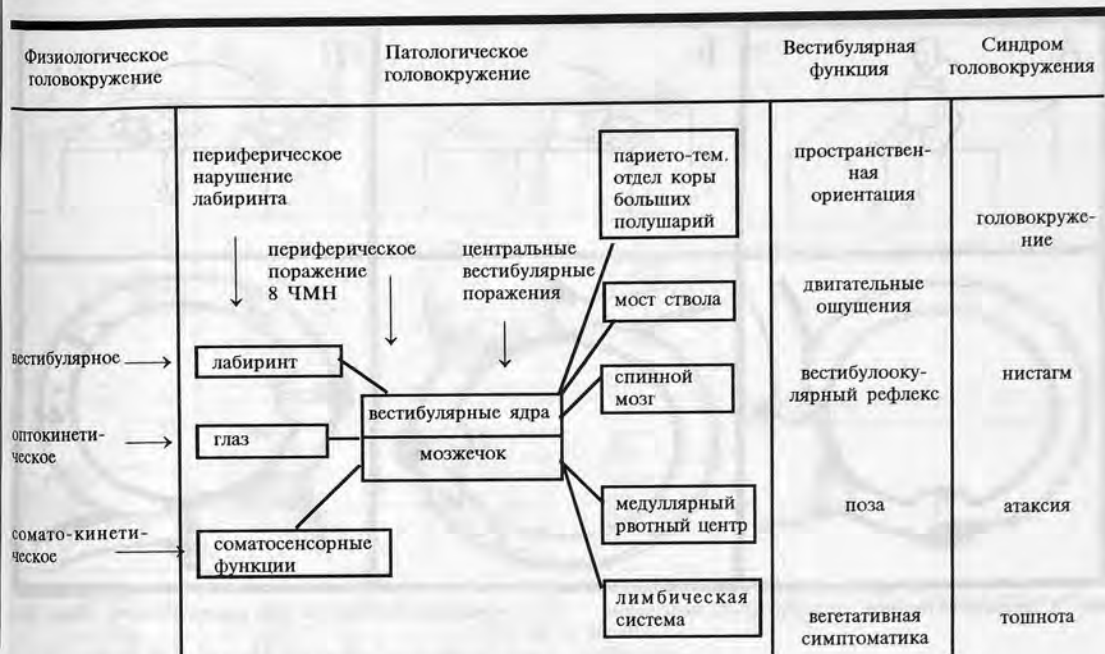 Физиологическое
головокружение
Патологическое
головокружение
Вестибулярная
функция
Синдром
головокружения
периферическое
нарушение
лабиринта
парието-тем.
отдел коры
больших
полушарий
пространствен-
ная
ориентация
головокруже-
ние
периферическое
поражение
8 ЧМН
центральные
вестибулярные
поражения
мост ствола
двигательные
ощущения
вестибулярное
лабиринт
вестибулярные ядра
мозжечок
спинной
мозг
вестибулооку-
лярный рефлекс
нистагм
оптокинети-
ческое
глаз
медуллярный
рвотный центр
поза
атаксия
сомато-кинети-
ческое
соматосенсорные
функции
лимбическая
система
вегетативная
симптоматика
тошнота